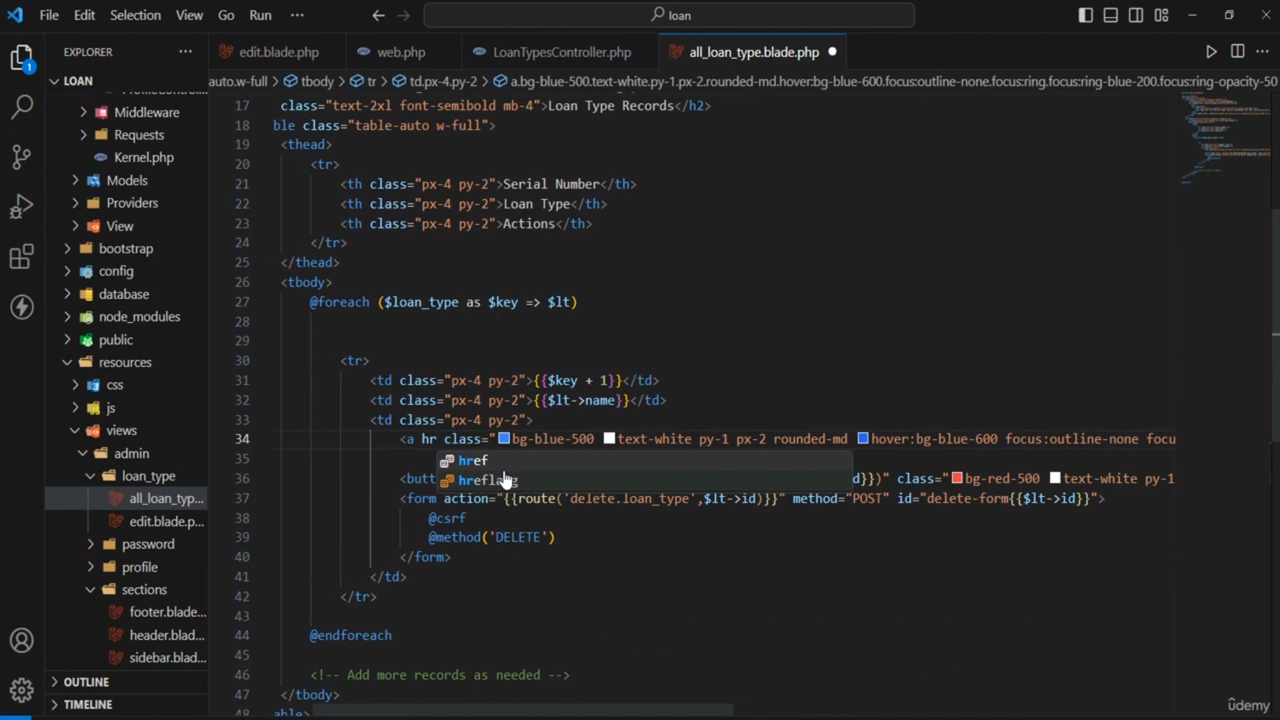 File Edit Selection View Go Run ··· loan
EXPLORER ··· edit.blade.php web.php LoanTypesController.php all_loan_type.blade.php
LOAN auto.w-full > tbody > tr > td.px-4.py-2 > a.bg-blue-500.text-white.py-1.px-2.rounded-md.hover:bg-blue-600.focus:outline-none.focus:ring.focus:ring-blue-200.focus:ring-opacity-50
Middleware
Requests
Kernel.php
Models
Providers
View
bootstrap
config
database
node_modules
public
resources
css
js
views
admin
loan_type
all_loan_typ...
edit.blade.p...
password
profile
sections
footer.blade...
header.blad...
sidebar.blad...
OUTLINE
TIMELINE
17 class="text-2xl font-semibold mb-4">Loan Type Records</h2>
18 ble class="table-auto w-full">
19 <thead>
20 <tr>
21 <th class="px-4 py-2">Serial Number</th>
22 <th class="px-4 py-2">Loan Type</th>
23 <th class="px-4 py-2">Actions</th>
24 </tr>
25 </thead>
26 <tbody>
27 @foreach ($loan_type as $key => $lt)
28
29
30 <tr>
31 <td class="px-4 py-2">{{$key + 1}}</td>
32 <td class="px-4 py-2">{{$lt->name}}</td>
33 <td class="px-4 py-2">
34 <a hr class="bg-blue-500 text-white py-1 px-2 rounded-md hover:bg-blue-600 focus:outline-none focu
35 href
hreflang
36 <butt d}})" class="bg-red-500 text-white py-1
37 <form action="{{route('delete.loan_type',$lt->id)}}" method="POST" id="delete-form{{$lt->id}}">
38 @csrf
39 @method('DELETE')
40 </form>
41 </td>
42 </tr>
43
44 @endforeach
45
46 <!-- Add more records as needed -->
47 </tbody>
48 able>
ûdemy